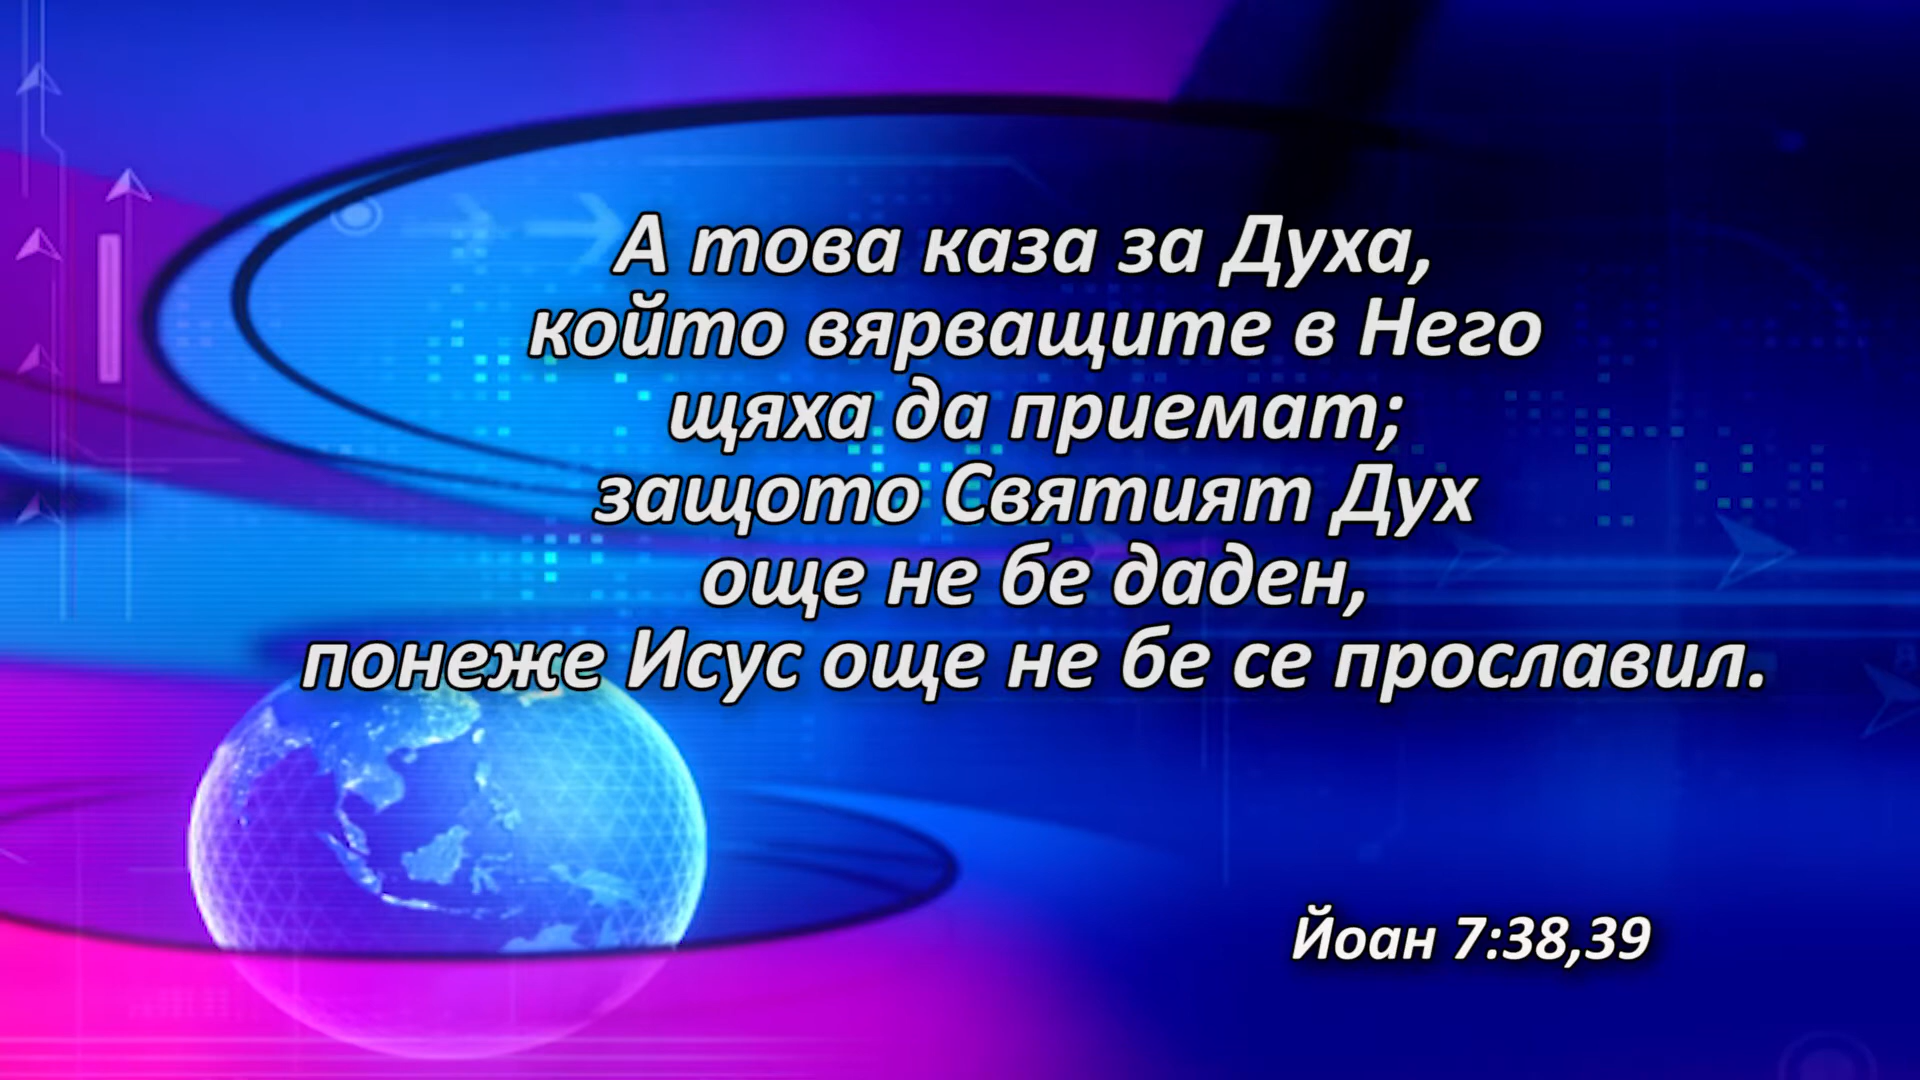 А това каза за Духа,
който вярващите в Него
щяха да приемат;
защото Святият Дух
още не бе даден,
понеже Исус още не бе се прославил.
Йоан 7:38,39